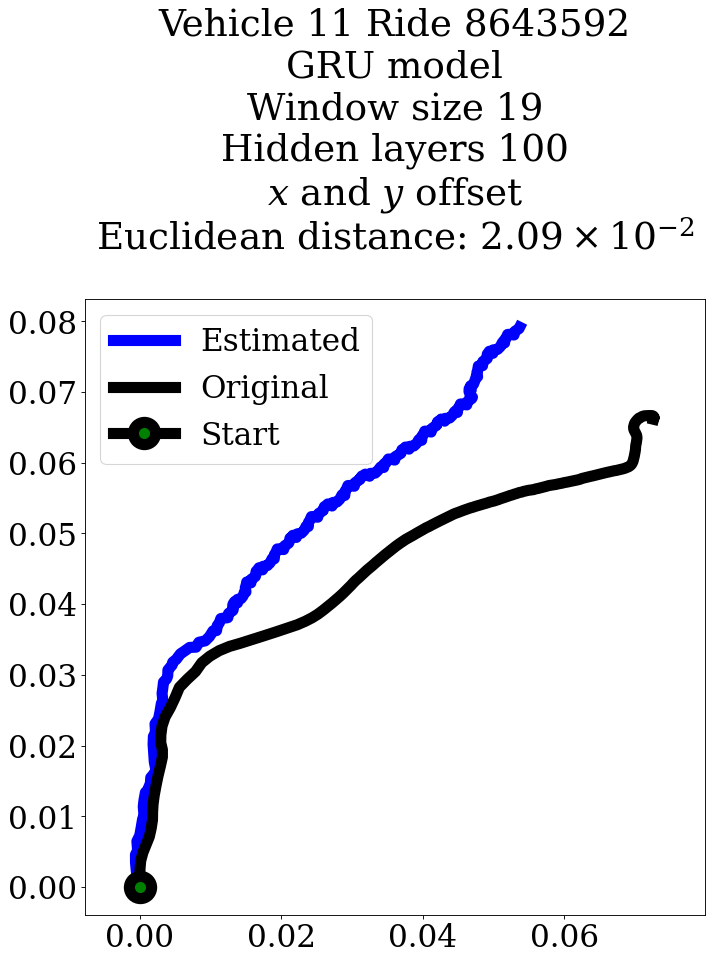 Vehicle 11 Ride 8643592
GRU model
Window size 19
Hidden layers 100
x and y offset
Euclidean distance: 2.09 × 10⁻²
Estimated
Original
Start
0.08
0.07
0.06
0.05
0.04
0.03
0.02
0.01
0.00
0.00 0.02 0.04 0.06